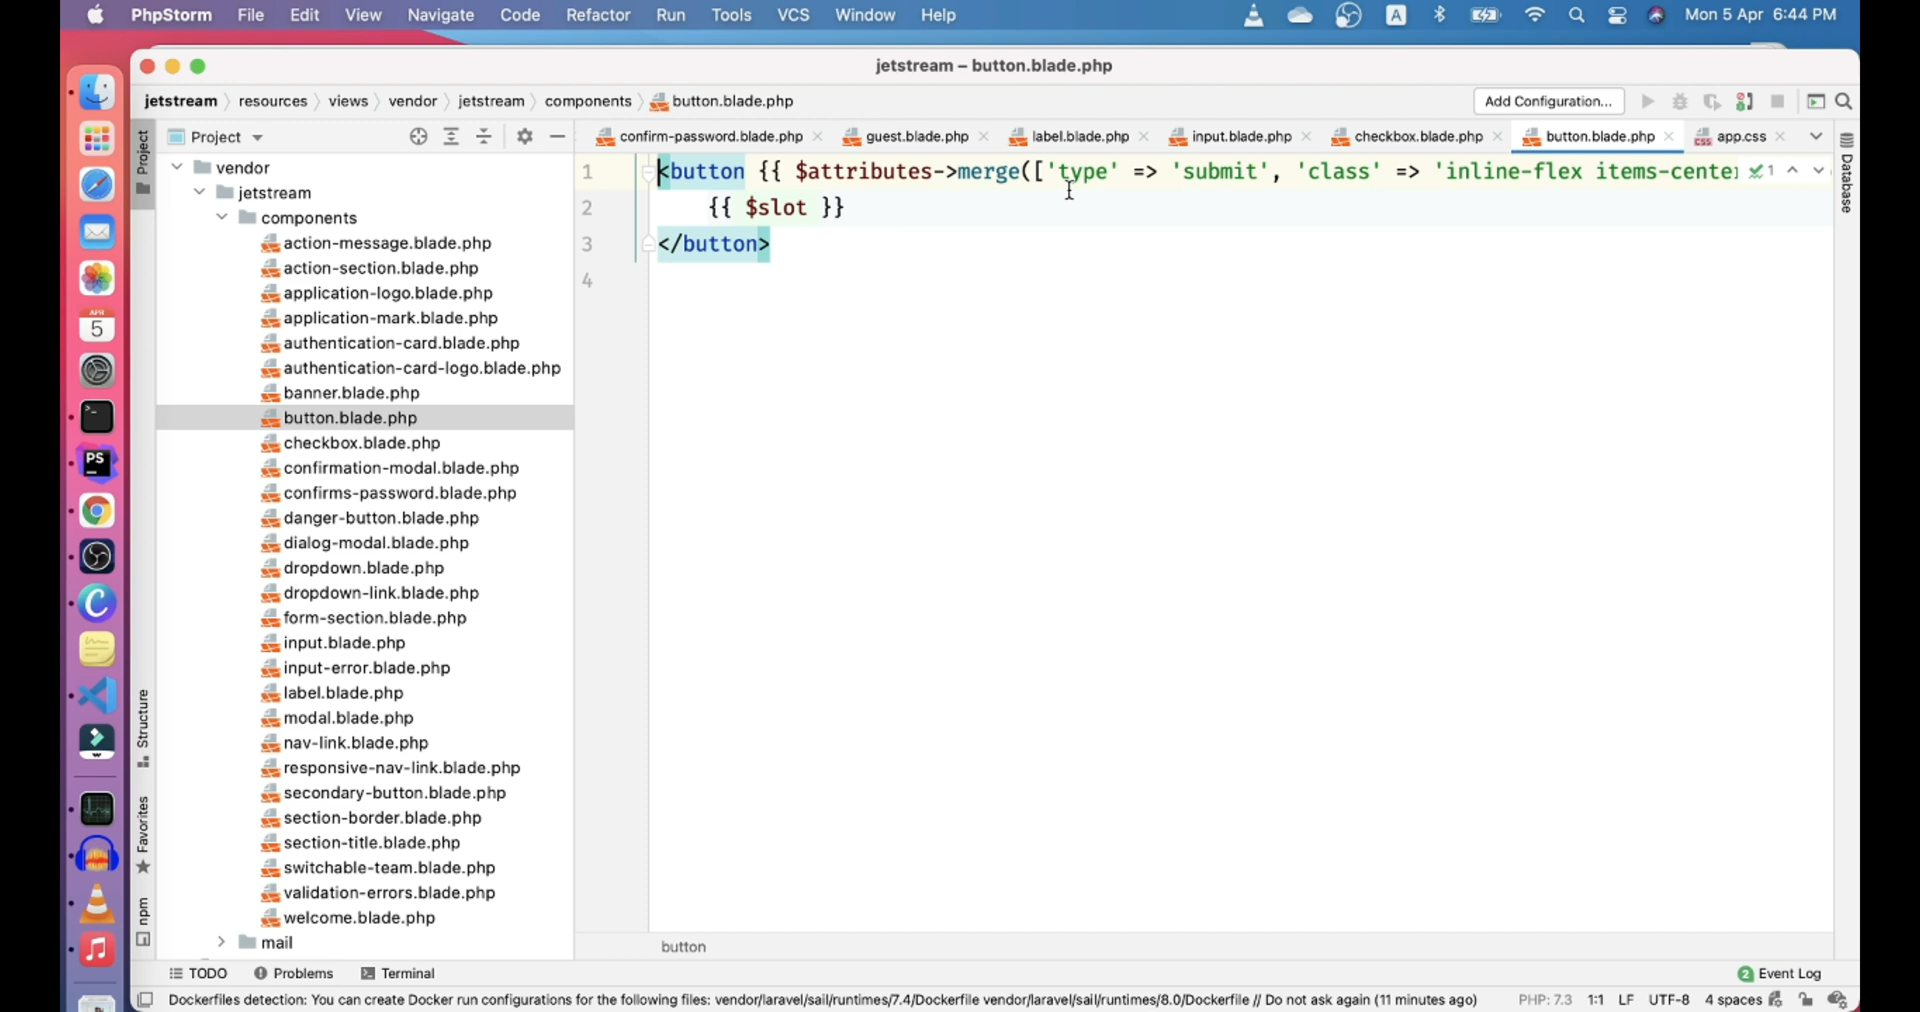 PhpStorm File Edit View Navigate Code Refactor Run Tools VCS Window Help A Mon 5 Apr 6:44 PM
jetstream – button.blade.php
jetstream resources views vendor jetstream components button.blade.php Add Configuration...
Project confirm-password.blade.php guest.blade.php label.blade.php input.blade.php checkbox.blade.php button.blade.php app.css
Project
Structure
Favorites
npm
Database
vendor
jetstream
components
action-message.blade.php
action-section.blade.php
application-logo.blade.php
application-mark.blade.php
authentication-card.blade.php
authentication-card-logo.blade.php
banner.blade.php
button.blade.php
checkbox.blade.php
confirmation-modal.blade.php
confirms-password.blade.php
danger-button.blade.php
dialog-modal.blade.php
dropdown.blade.php
dropdown-link.blade.php
form-section.blade.php
input.blade.php
input-error.blade.php
label.blade.php
modal.blade.php
nav-link.blade.php
responsive-nav-link.blade.php
secondary-button.blade.php
section-border.blade.php
section-title.blade.php
switchable-team.blade.php
validation-errors.blade.php
welcome.blade.php
mail
1 <button {{ $attributes->merge(['type' => 'submit', 'class' => 'inline-flex items-center 1
2 {{ $slot }}
3 </button>
4
APR
5
PS
C
button
TODO Problems Terminal 2 Event Log
Dockerfiles detection: You can create Docker run configurations for the following files: vendor/laravel/sail/runtimes/7.4/Dockerfile vendor/laravel/sail/runtimes/8.0/Dockerfile // Do not ask again (11 minutes ago) PHP: 7.3 1:1 LF UTF-8 4 spaces